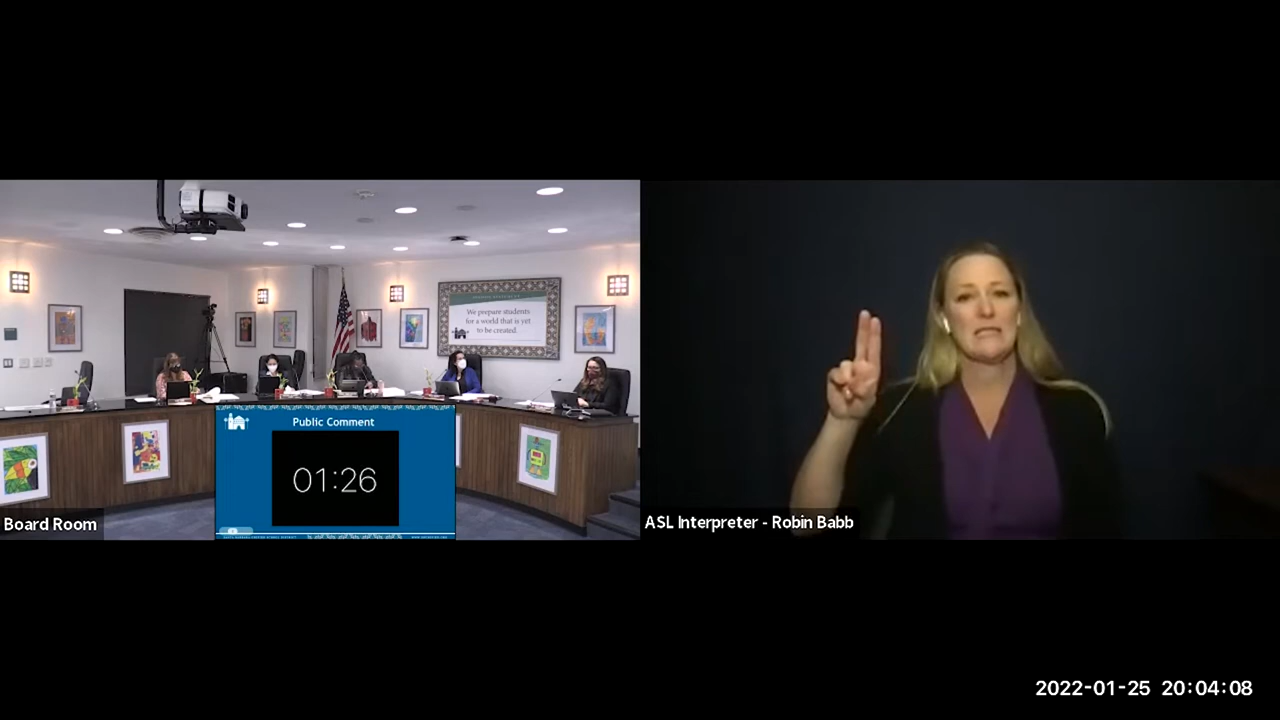 We prepare students
for a world that is yet
to be created.
Public Comment
01:26
Board Room
ASL Interpreter - Robin Babb
2022-01-25 20:04:08